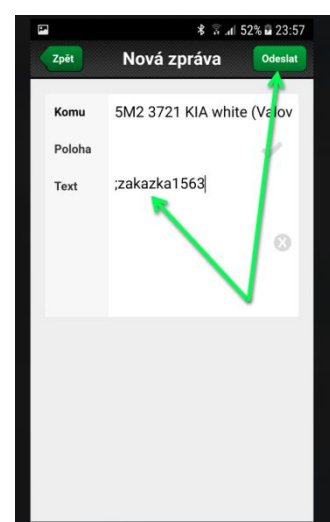 52% 23:57
Zpět Nová zpráva Odeslat
Komu 5M2 3721 KIA white (Valov
Poloha
Text ;zakazka1563